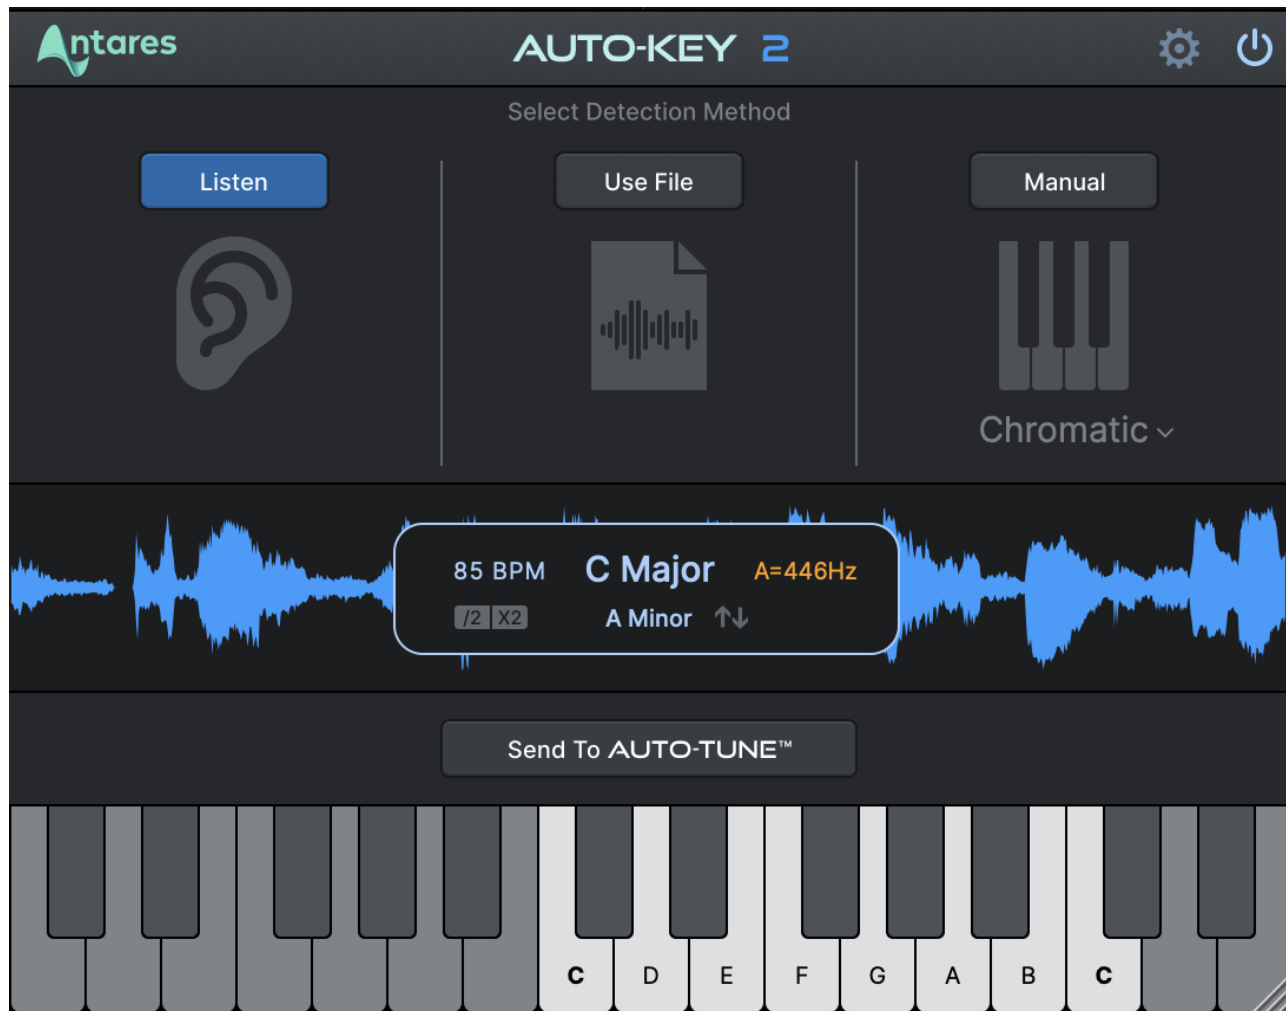 Antares
AUTO-KEY 2
Select Detection Method
Listen
Use File
Manual
Chromatic
85 BPM C Major A=446Hz
/2 X2 A Minor
Send To AUTO-TUNE™
C D E F G A B C